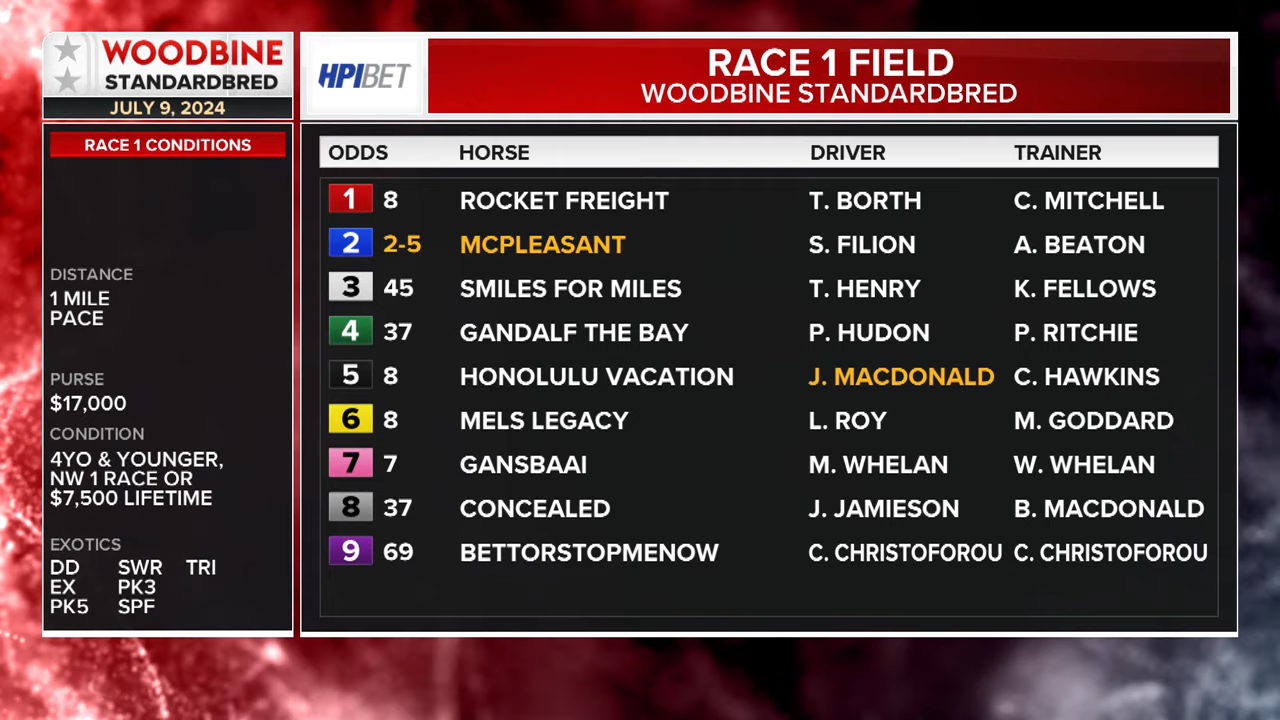 WOODBINE
STANDARDBRED
JULY 9, 2024
HPIBET
RACE 1 FIELD
WOODBINE STANDARDBRED
RACE 1 CONDITIONS
DISTANCE
1 MILE
PACE
PURSE
$17,000
CONDITION
4YO & YOUNGER,
NW 1 RACE OR
$7,500 LIFETIME
EXOTICS
DD SWR TRI
EX PK3
PK5 SPF
ODDS HORSE DRIVER TRAINER
1 8 ROCKET FREIGHT T. BORTH C. MITCHELL
2 2-5 MCPLEASANT S. FILION A. BEATON
3 45 SMILES FOR MILES T. HENRY K. FELLOWS
4 37 GANDALF THE BAY P. HUDON P. RITCHIE
5 8 HONOLULU VACATION J. MACDONALD C. HAWKINS
6 8 MELS LEGACY L. ROY M. GODDARD
7 7 GANSBAAI M. WHELAN W. WHELAN
8 37 CONCEALED J. JAMIESON B. MACDONALD
9 69 BETTORSTOPMENOW C. CHRISTOFOROU C. CHRISTOFOROU